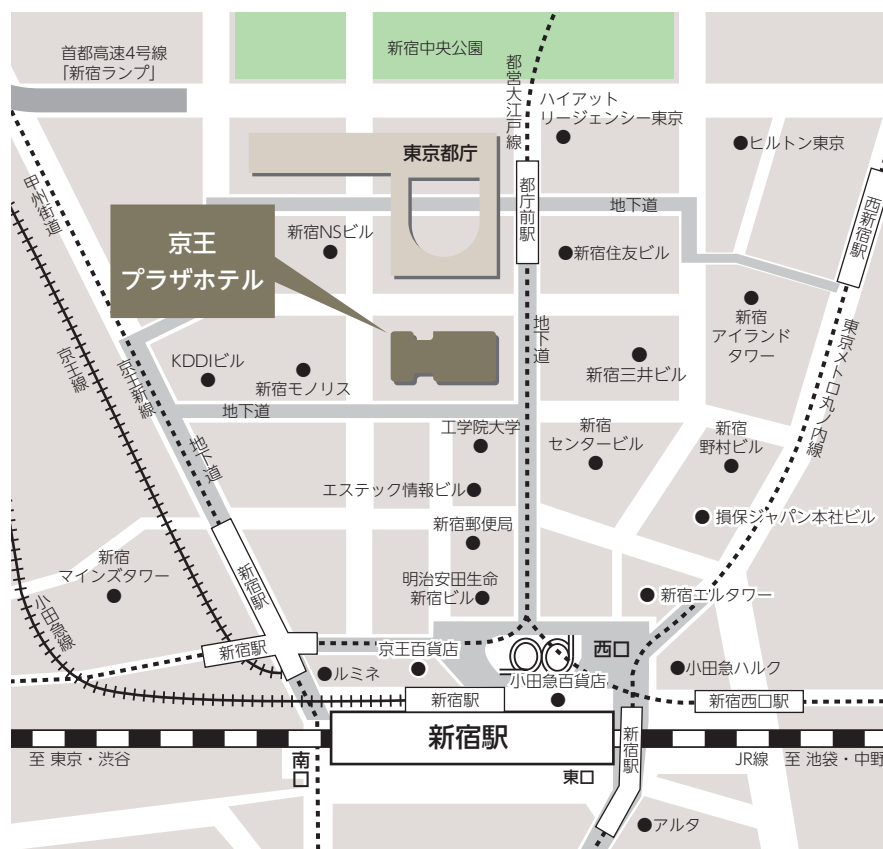 首都高速4号線
「新宿ランプ」
新宿中央公園
都営大江戸線
ハイアット
リージェンシー東京
ヒルトン東京
東京都庁
都庁前駅
地下道
西新宿駅
甲州街道
京王
プラザホテル
新宿NSビル
新宿住友ビル
新宿
アイランド
タワー
地下道
京王線
京王新線
KDDIビル
新宿モノリス
新宿三井ビル
東京メトロ丸ノ内線
地下道
地下道
工学院大学
新宿
センタービル
新宿
野村ビル
エステック情報ビル
損保ジャパン本社ビル
新宿郵便局
新宿
マインズタワー
新宿駅
明治安田生命
新宿ビル
新宿エルタワー
小田急線
新宿駅
京王百貨店
西口
ルミネ
小田急百貨店
小田急ハルク
新宿駅
新宿西口駅
新宿駅
新宿駅
至 東京・渋谷
南口
東口
JR線
至 池袋・中野
アルタ